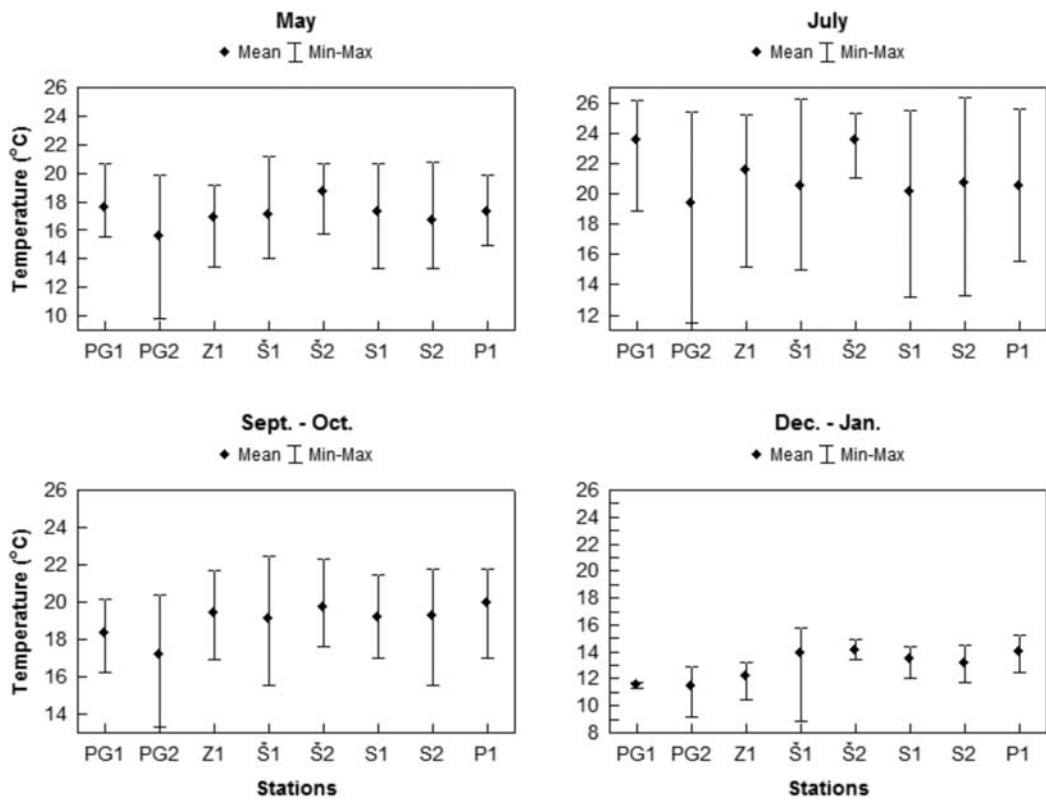 May
Mean Min-Max
Temperature (°C)
26
24
22
20
18
16
14
12
10
PG1 PG2 Z1 Š1 Š2 S1 S2 P1
July
Mean Min-Max
26
24
22
20
18
16
14
12
PG1 PG2 Z1 Š1 Š2 S1 S2 P1
Sept. - Oct.
Mean Min-Max
Temperature (°C)
26
24
22
20
18
16
14
PG1 PG2 Z1 Š1 Š2 S1 S2 P1
Stations
Dec. - Jan.
Mean Min-Max
26
24
22
20
18
16
14
12
10
8
PG1 PG2 Z1 Š1 Š2 S1 S2 P1
Stations